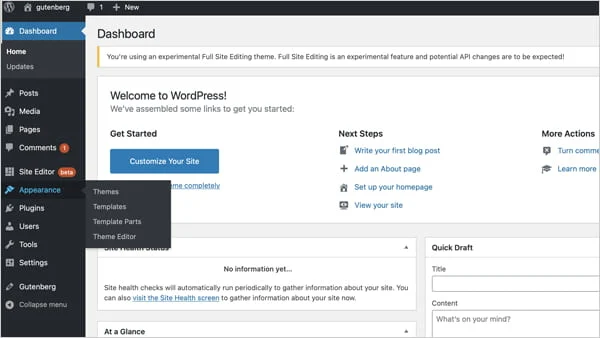 gutenberg 1 + New
Dashboard
Home
Updates
Posts
Media
Pages
Comments 1
Site Editor beta
Appearance
Plugins
Users
Tools
Settings
Gutenberg
Collapse menu
Themes
Templates
Template Parts
Theme Editor
Dashboard
You're using an experimental Full Site Editing theme. Full Site Editing is an experimental feature and potential API changes are to be expected!
Welcome to WordPress!
We've assembled some links to get you started:
Get Started
Customize Your Site
me completely
Next Steps
Write your first blog post
Add an About page
Set up your homepage
View your site
More Actions
Turn comme
Learn more
Site Health Status
No information yet...
Site health checks will automatically run periodically to gather information about your site. You
can also visit the Site Health screen to gather information about your site now.
At a Glance
Quick Draft
Title
Content
What's on your mind?